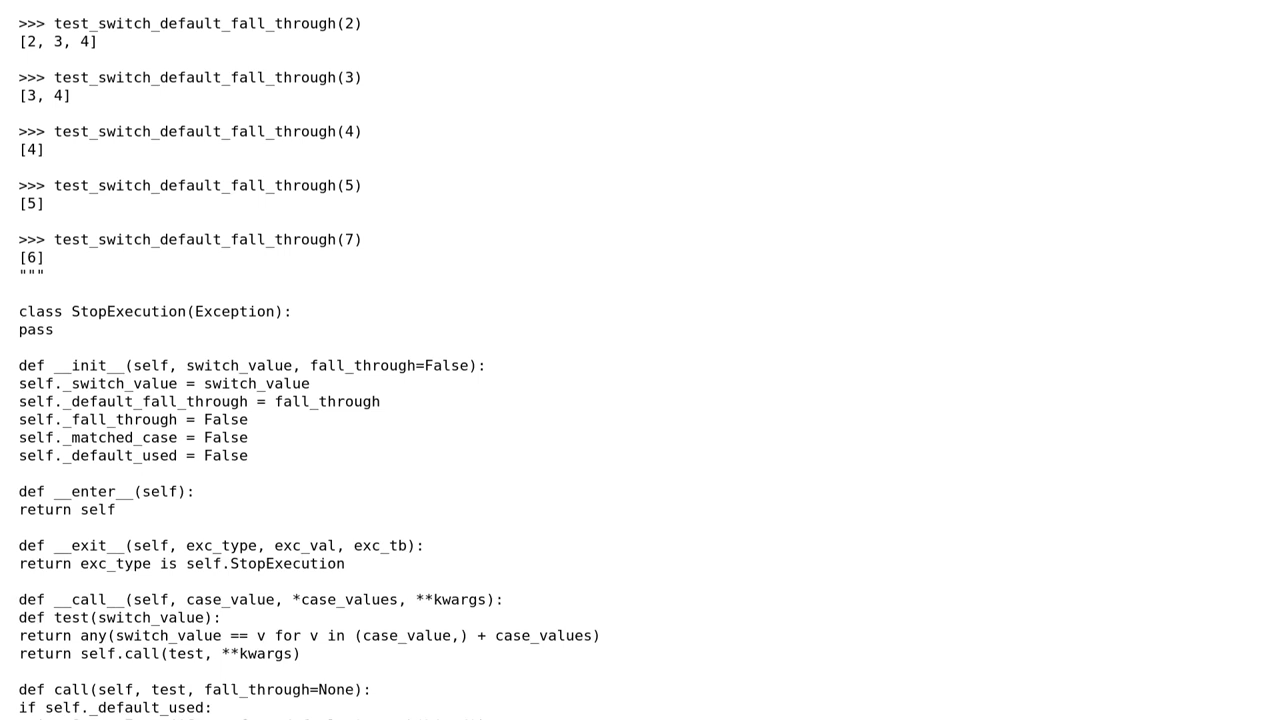 >>> test_switch_default_fall_through(2)
[2, 3, 4]
>>> test_switch_default_fall_through(3)
[3, 4]
>>> test_switch_default_fall_through(4)
[4]
>>> test_switch_default_fall_through(5)
[5]
>>> test_switch_default_fall_through(7)
[6]
"""
class StopExecution(Exception):
pass
def __init__(self, switch_value, fall_through=False):
self._switch_value = switch_value
self._default_fall_through = fall_through
self._fall_through = False
self._matched_case = False
self._default_used = False
def __enter__(self):
return self
def __exit__(self, exc_type, exc_val, exc_tb):
return exc_type is self.StopExecution
def __call__(self, case_value, *case_values, **kwargs):
def test(switch_value):
return any(switch_value == v for v in (case_value,) + case_values)
return self.call(test, **kwargs)
def call(self, test, fall_through=None):
if self._default_used: